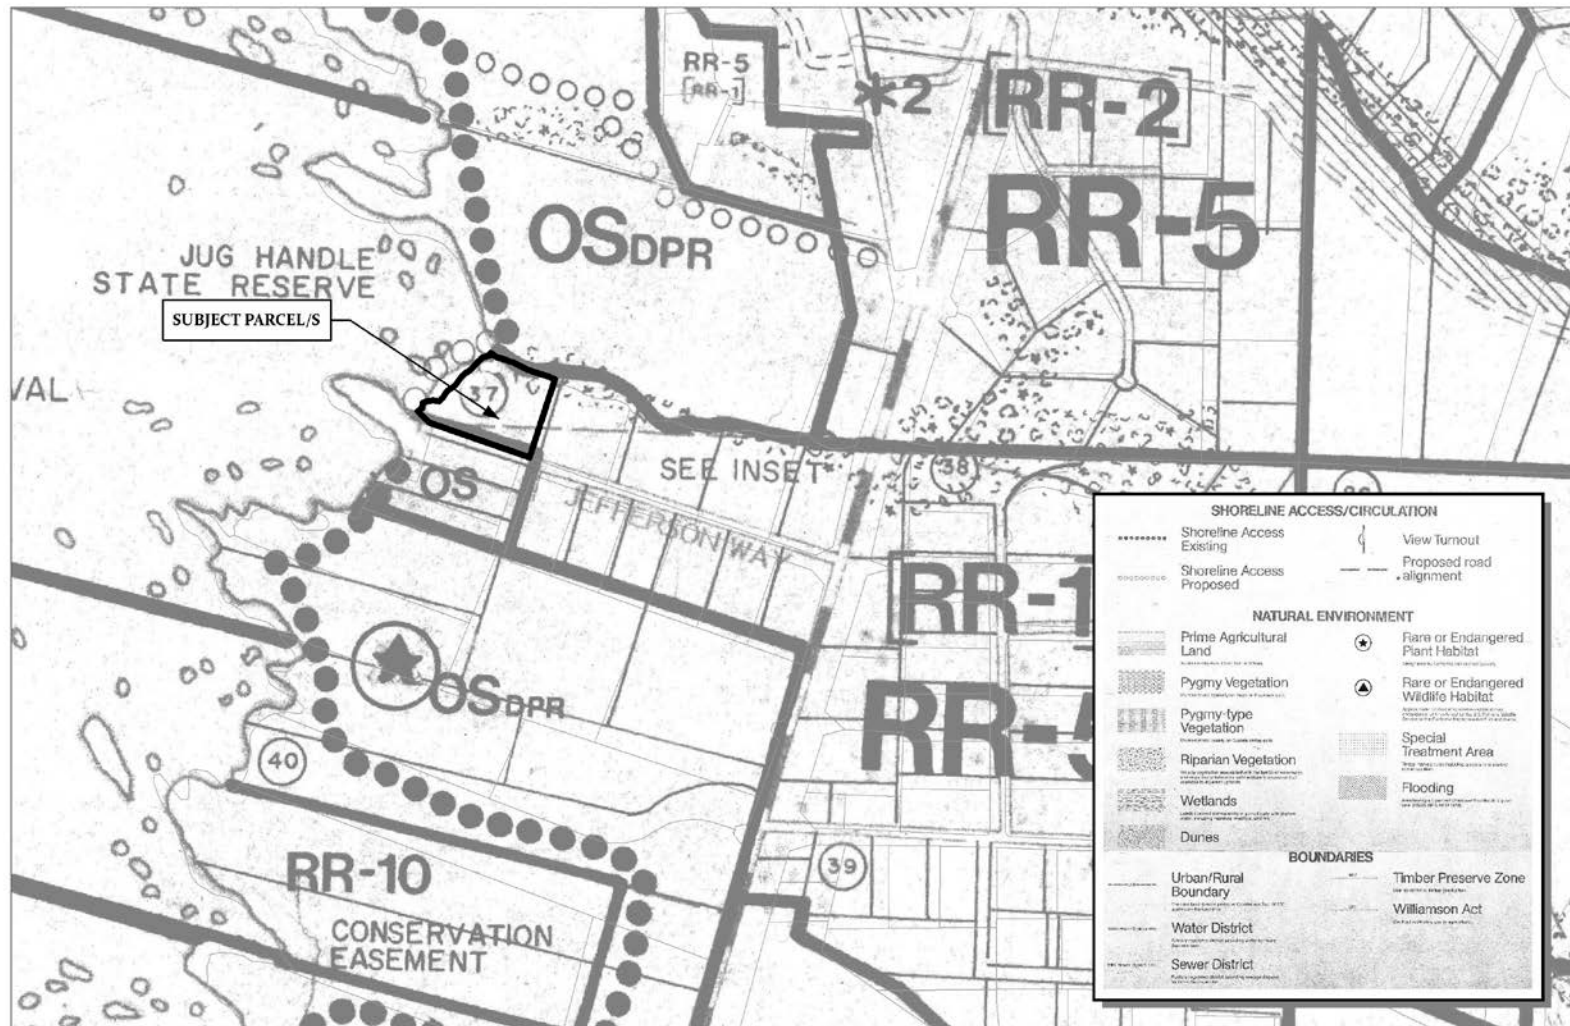 RR-5
[RR-1]
*2
[RR-2]
RR-5
OSDPR
JUG HANDLE
STATE RESERVE
SUBJECT PARCEL/S
VAL
37
SEE INSET
38
OS
JEFFERSON WAY
RR-1
OSDPR
RR-5
40
39
RR-10
CONSERVATION
EASEMENT
SHORELINE ACCESS/CIRCULATION
Shoreline Access
Existing
View Turnout
Shoreline Access
Proposed
Proposed road
alignment
NATURAL ENVIRONMENT
Prime Agricultural
Land
Rare or Endangered
Plant Habitat
Pygmy Vegetation
Rare or Endangered
Wildlife Habitat
Pygmy-type
Vegetation
Special
Treatment Area
Riparian Vegetation
Flooding
Wetlands
Dunes
BOUNDARIES
Urban/Rural
Boundary
Timber Preserve Zone
Williamson Act
Water District
Sewer District